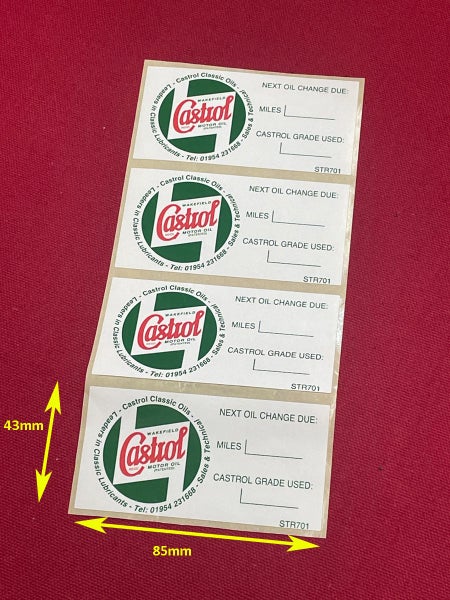 Leaders in Classic Lubricants - Castrol Classic Oils - Sales & Technical - Tel: 01954 231668 -
WAKEFIELD
Castrol
MOTOR OIL
(PATENTED)
NEXT OIL CHANGE DUE:
MILES
CASTROL GRADE USED:
STR701
Leaders in Classic Lubricants - Castrol Classic Oils - Sales & Technical - Tel: 01954 231668 -
WAKEFIELD
Castrol
MOTOR OIL
(PATENTED)
NEXT OIL CHANGE DUE:
MILES
CASTROL GRADE USED:
STR701
Leaders in Classic Lubricants - Castrol Classic Oils - Sales & Technical - Tel: 01954 231668 -
WAKEFIELD
Castrol
MOTOR OIL
(PATENTED)
NEXT OIL CHANGE DUE:
MILES
CASTROL GRADE USED:
STR701
Leaders in Classic Lubricants - Castrol Classic Oils - Sales & Technical - Tel: 01954 231668 -
WAKEFIELD
Castrol
MOTOR OIL
(PATENTED)
NEXT OIL CHANGE DUE:
MILES
CASTROL GRADE USED:
STR701
43mm
85mm